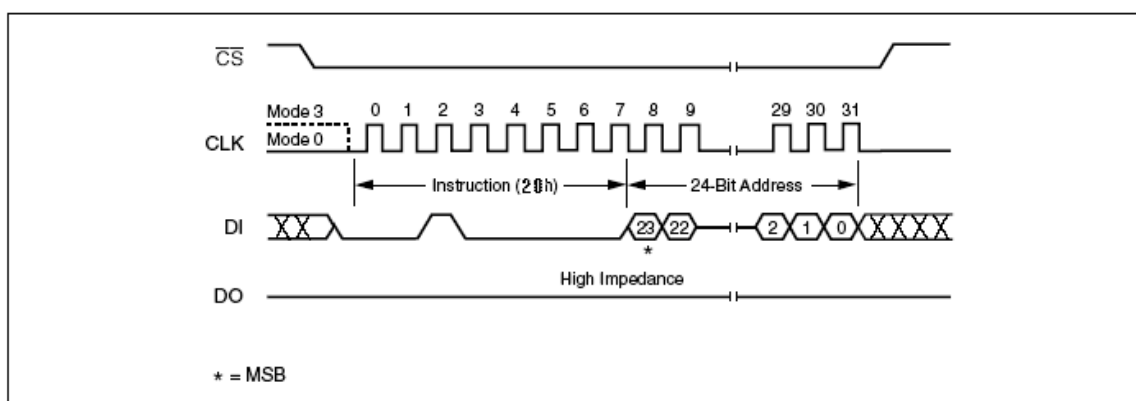 CS
Mode 3 0 1 2 3 4 5 6 7 8 9 29 30 31
CLK Mode 0
Instruction (20h) 24-Bit Address
DI 23 22 2 1 0
*
High Impedance
DO
* = MSB